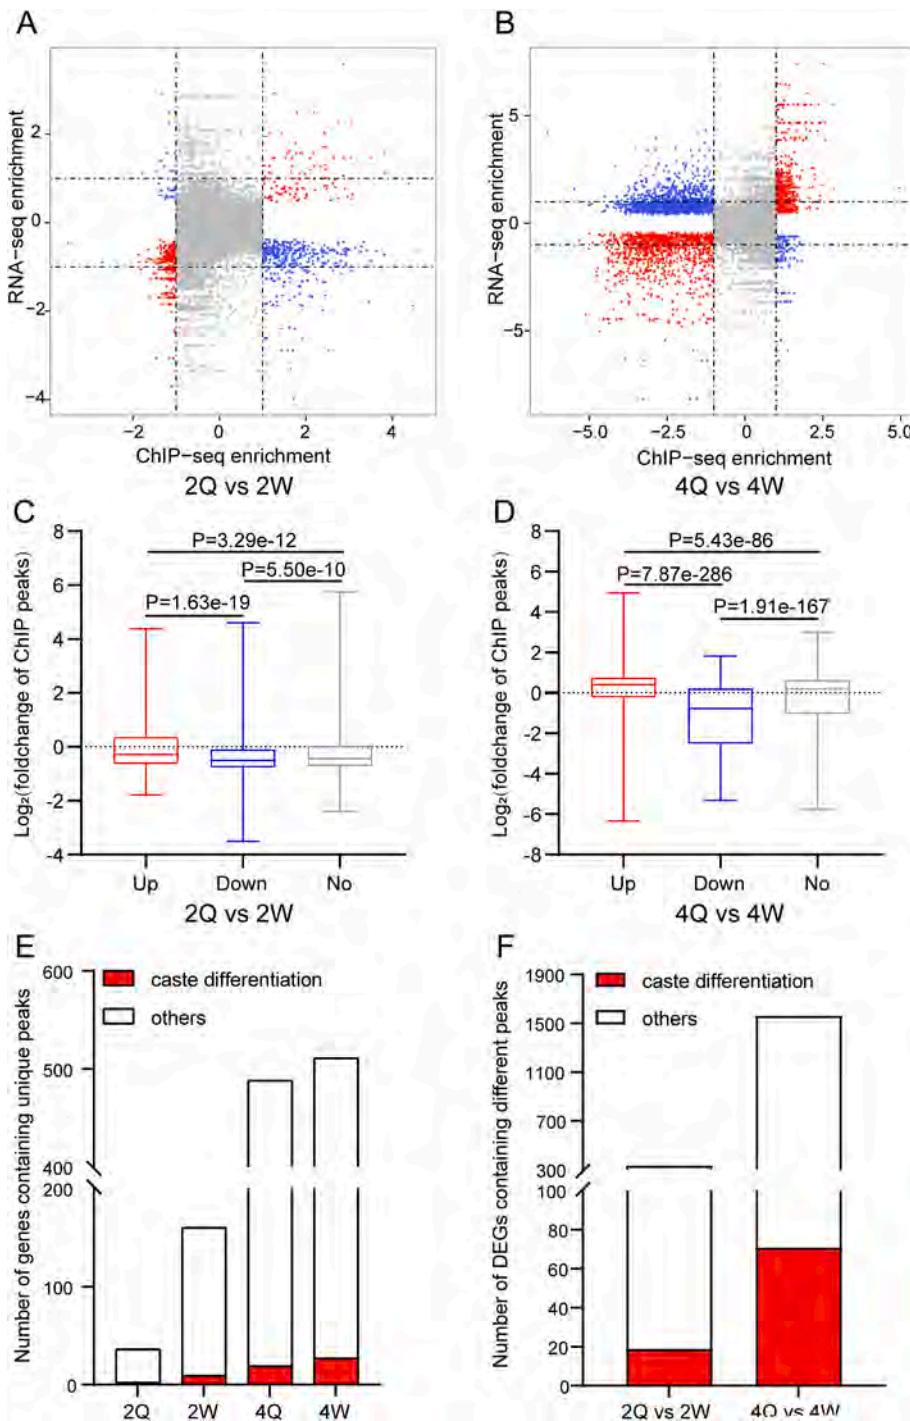 A
B
RNA−seq enrichment
2
0
−2
−4
−2
0
2
4
ChIP−seq enrichment
2Q vs 2W
RNA−seq enrichment
5
0
−5
−5.0
−2.5
0
2.5
5.0
ChIP−seq enrichment
4Q vs 4W
C
D
Log₂(foldchange of ChIP peaks)
8
6
4
2
0
-2
-4
P=3.29e-12
P=5.50e-10
P=1.63e-19
Up
Down
No
2Q vs 2W
Log₂(foldchange of ChIP peaks)
8
6
4
2
0
-2
-4
-6
-8
P=5.43e-86
P=7.87e-286
P=1.91e-167
Up
Down
No
4Q vs 4W
E
F
Number of genes containing unique peaks
600
500
400
200
100
0
caste differentiation
others
2Q
2W
4Q
4W
Number of DEGs containing different peaks
1900
1500
1100
700
300
100
80
60
40
20
0
caste differentiation
others
2Q vs 2W
4Q vs 4W